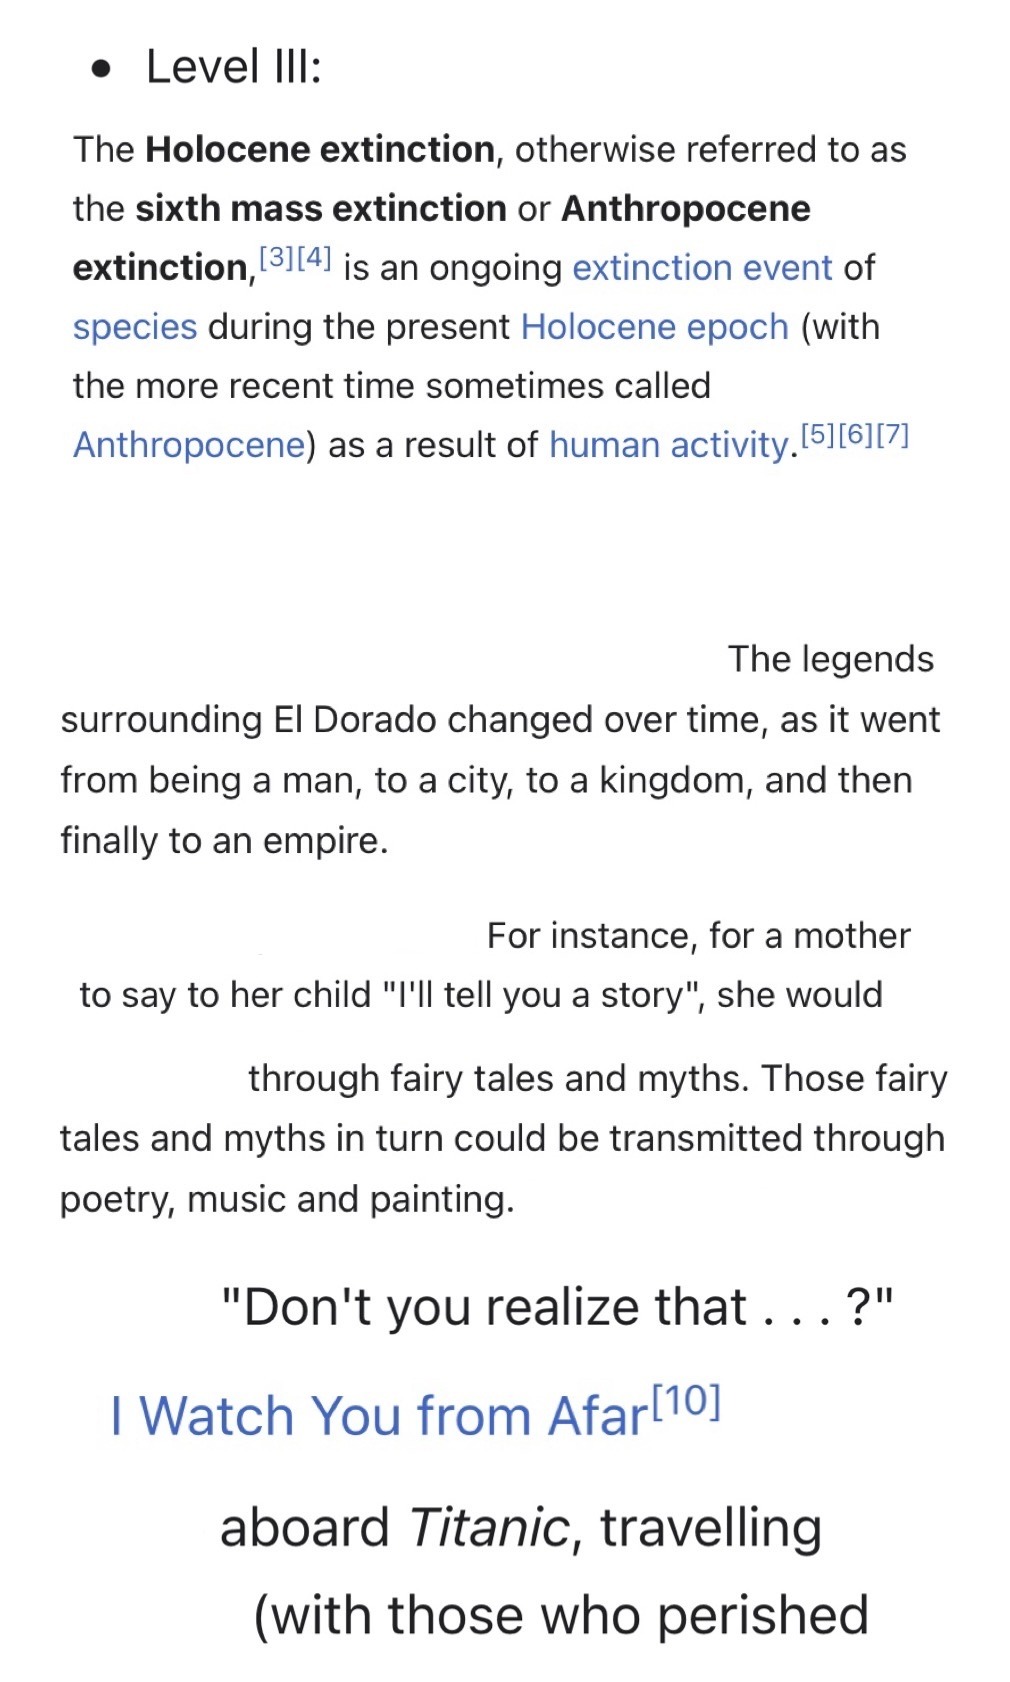 • Level III:
The Holocene extinction, otherwise referred to as
the sixth mass extinction or Anthropocene
extinction,[3][4] is an ongoing extinction event of
species during the present Holocene epoch (with
the more recent time sometimes called
Anthropocene) as a result of human activity.[5][6][7]
The legends
surrounding El Dorado changed over time, as it went
from being a man, to a city, to a kingdom, and then
finally to an empire.
For instance, for a mother
to say to her child "I'll tell you a story", she would
through fairy tales and myths. Those fairy
tales and myths in turn could be transmitted through
poetry, music and painting.
"Don't you realize that . . . ?"
I Watch You from Afar[10]
aboard Titanic, travelling
(with those who perished